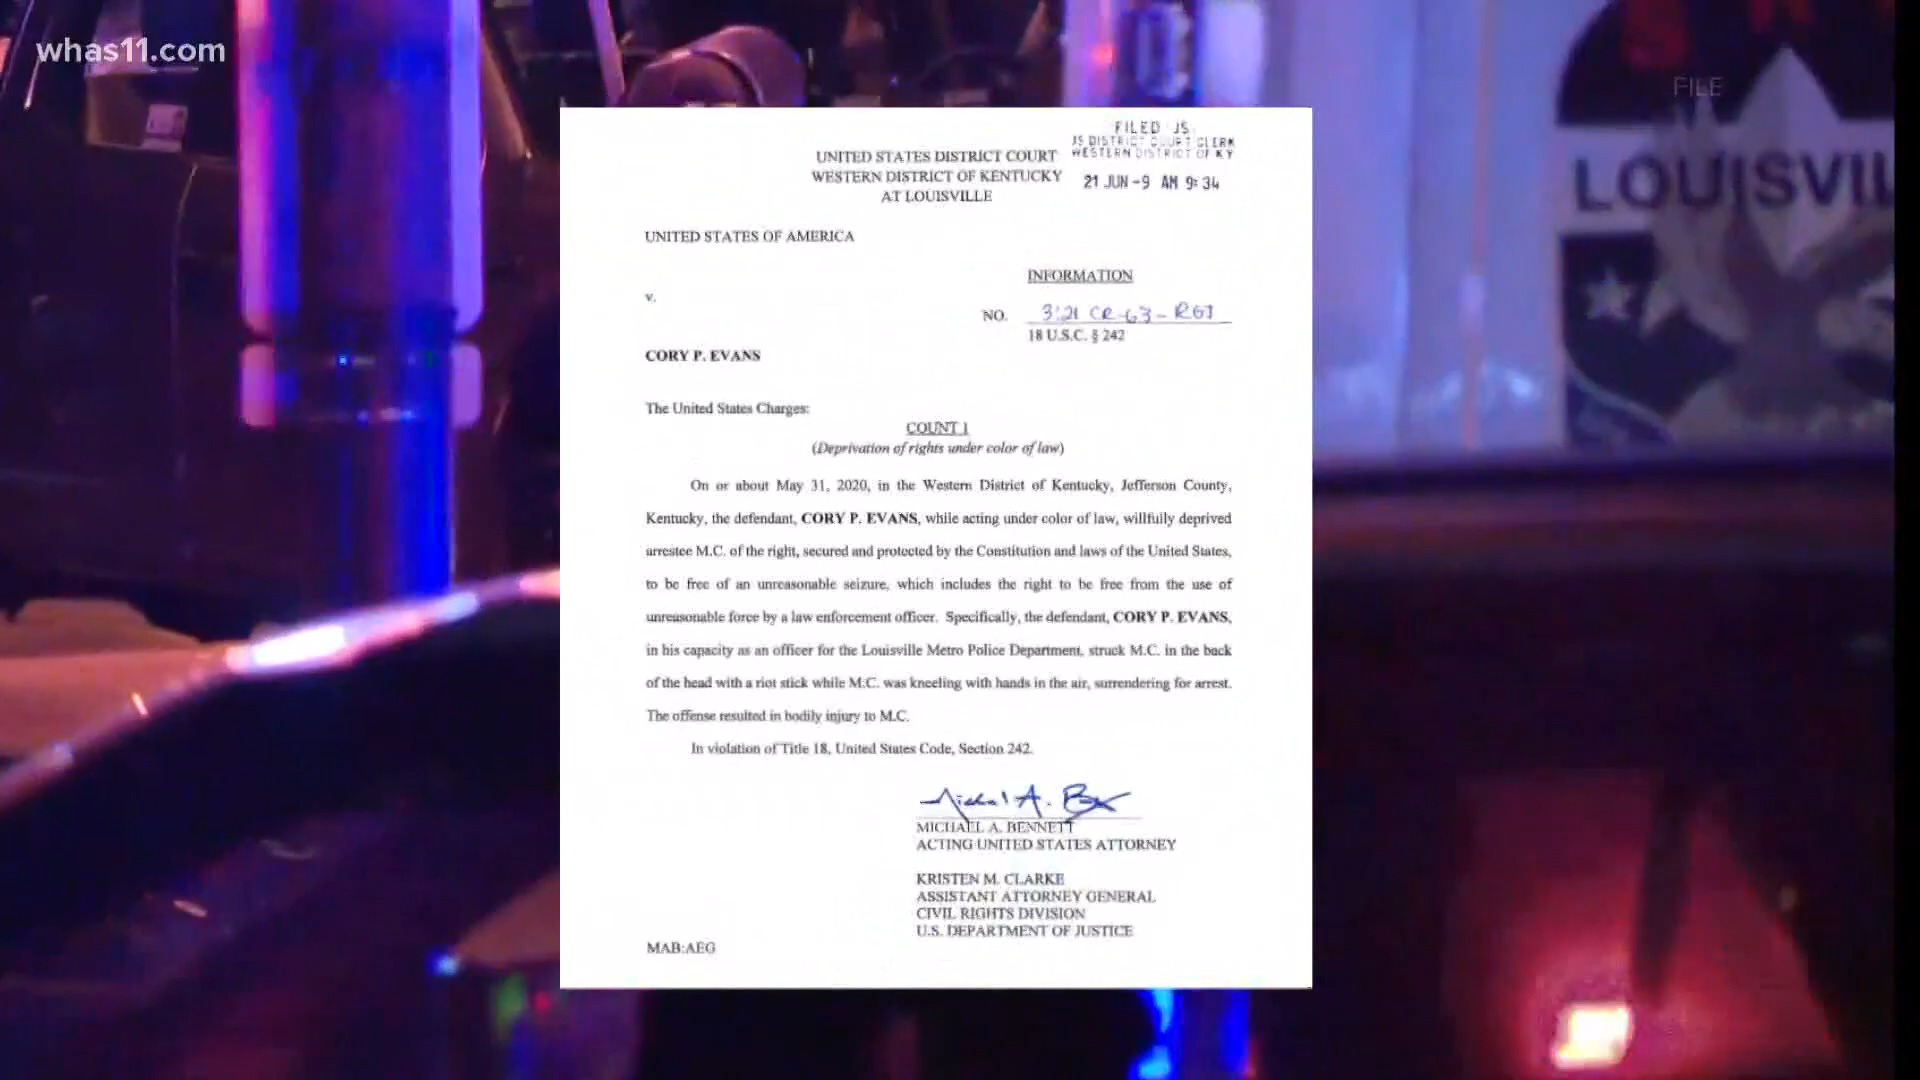 whas11.com
FILE
LOUISVIL
FILED JS
US DISTRICT COURT CLERK
WESTERN DISTRICT OF KY
21 JUN -9 AM 9:34
UNITED STATES DISTRICT COURT
WESTERN DISTRICT OF KENTUCKY
AT LOUISVILLE
UNITED STATES OF AMERICA
INFORMATION
v.
NO. 3:21 CR-63-RGJ
18 U.S.C. § 242
CORY P. EVANS
The United States Charges:
COUNT 1
(Deprivation of rights under color of law)
On or about May 31, 2020, in the Western District of Kentucky, Jefferson County,
Kentucky, the defendant, CORY P. EVANS, while acting under color of law, willfully deprived
arrestee M.C. of the right, secured and protected by the Constitution and laws of the United States,
to be free of an unreasonable seizure, which includes the right to be free from the use of
unreasonable force by a law enforcement officer. Specifically, the defendant, CORY P. EVANS,
in his capacity as an officer for the Louisville Metro Police Department, struck M.C. in the back
of the head with a riot stick while M.C. was kneeling with hands in the air, surrendering for arrest.
The offense resulted in bodily injury to M.C.
In violation of Title 18, United States Code, Section 242.
Michael A. B
MICHAEL A. BENNETT
ACTING UNITED STATES ATTORNEY
KRISTEN M. CLARKE
ASSISTANT ATTORNEY GENERAL
CIVIL RIGHTS DIVISION
U.S. DEPARTMENT OF JUSTICE
MAB:AEG